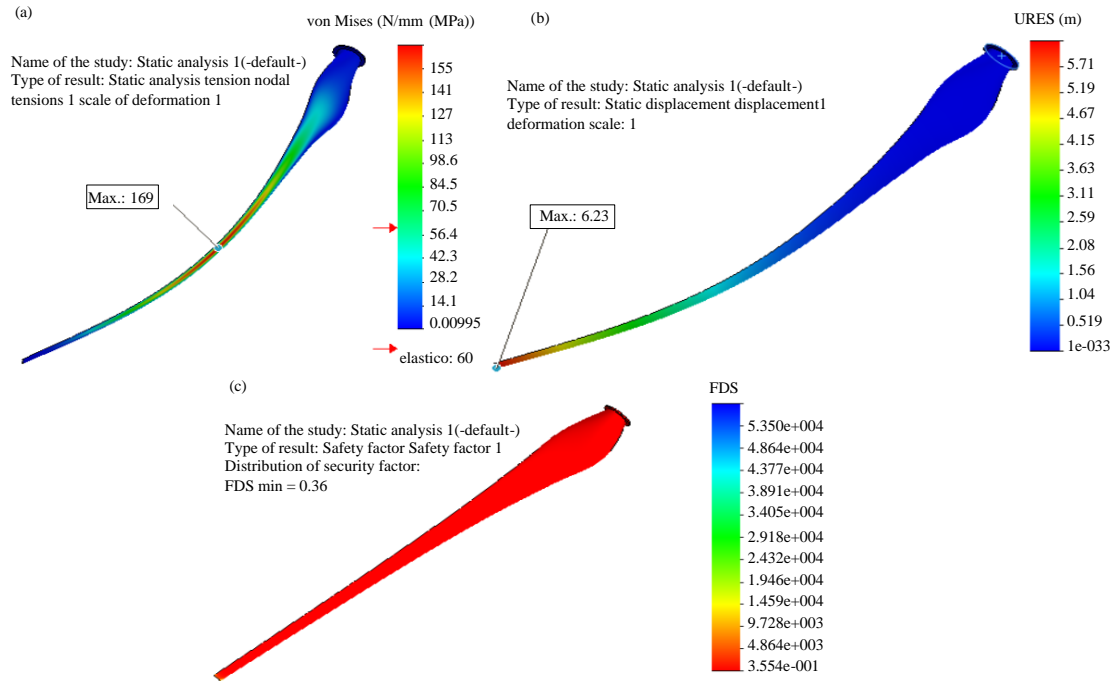 (a)
von Mises (N/mm (MPa))
Name of the study: Static analysis 1(-default-)
Type of result: Static analysis tension nodal
tensions 1 scale of deformation 1
Max.: 169
155
141
127
113
98.6
84.5
70.5
56.4
42.3
28.2
14.1
0.00995
elastico: 60
(b)
URES (m)
Name of the study: Static analysis 1(-default-)
Type of result: Static displacement displacement1
deformation scale: 1
Max.: 6.23
5.71
5.19
4.67
4.15
3.63
3.11
2.59
2.08
1.56
1.04
0.519
1e-033
(c)
FDS
Name of the study: Static analysis 1(-default-)
Type of result: Safety factor Safety factor 1
Distribution of security factor:
FDS min = 0.36
5.350e+004
4.864e+004
4.377e+004
3.891e+004
3.405e+004
2.918e+004
2.432e+004
1.946e+004
1.459e+004
9.728e+003
4.864e+003
3.554e-001